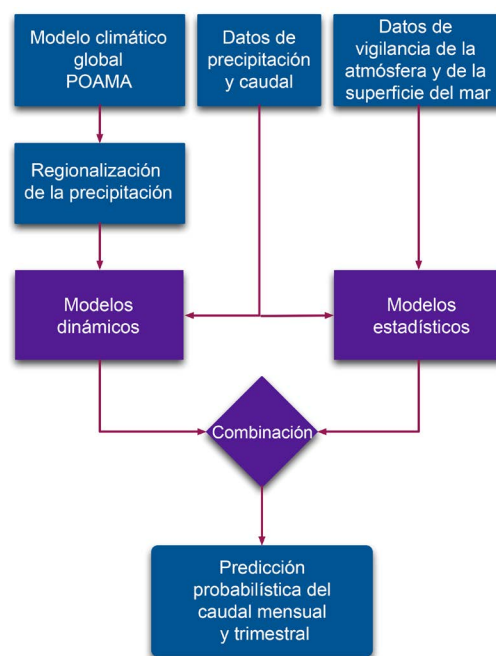 Modelo climático
global
POAMA
Datos de
precipitación
y caudal
Datos de
vigilancia de la
atmósfera y de la
superficie del mar
Regionalización
de la precipitación
Modelos
dinámicos
Modelos
estadísticos
Combinación
Predicción
probabilística del
caudal mensual
y trimestral